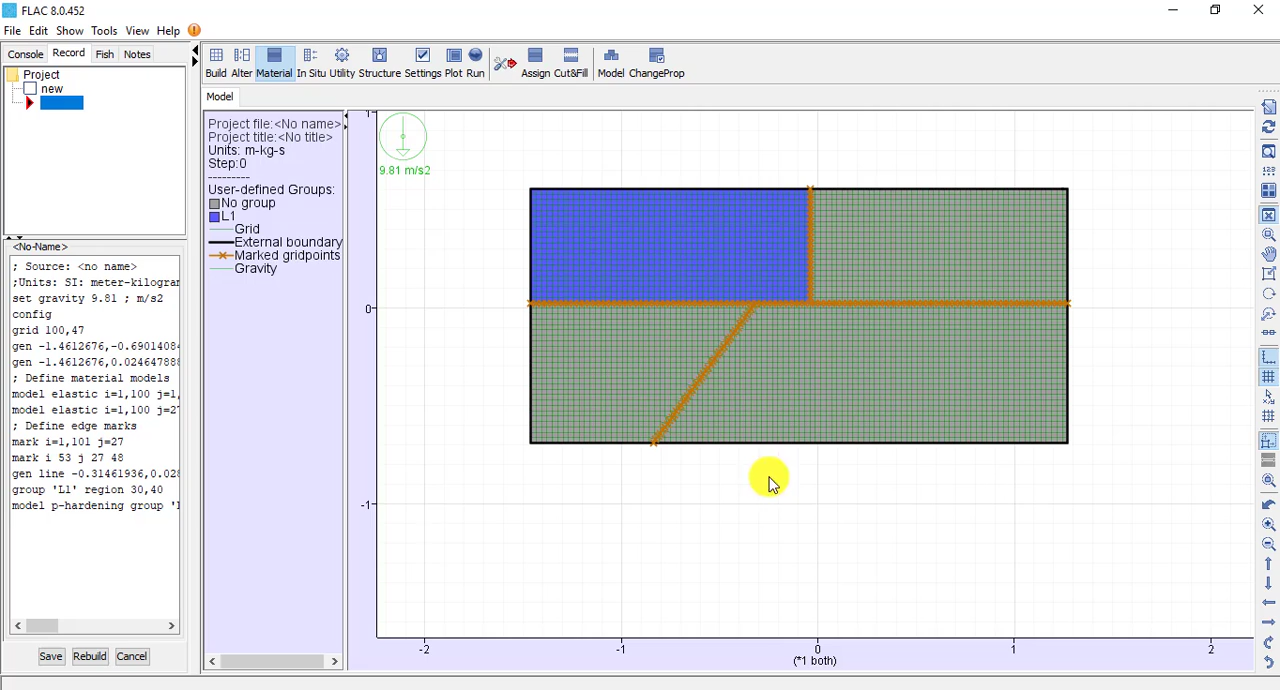 FLAC 8.0.452
File Edit Show Tools View Help
Console Record Fish Notes
Build Alter Material In Situ Utility Structure Settings Plot Run Assign Cut&Fill Model ChangeProp
Project
new
Model
Project file:<No name>
Project title:<No title>
Units: m-kg-s
Step:0
---------
User-defined Groups:
No group
L1
Grid
External boundary
Marked gridpoints
Gravity
9.81 m/s2
1
0
-1
-2 -1 0 1 2
(*1 both)
<No-Name>
; Source: <no name>
;Units: SI: meter-kilogram
set gravity 9.81 ; m/s2
config
grid 100,47
gen -1.4612676,-0.6901408
gen -1.4612676,0.02464788
; Define material models
model elastic i=1,100 j=1,
model elastic i=1,100 j=27
; Define edge marks
mark i=1,101 j=27
mark i 53 j 27 48
gen line -0.31461936,0.028
group 'L1' region 30,40
model p-hardening group '
Save Rebuild Cancel
123